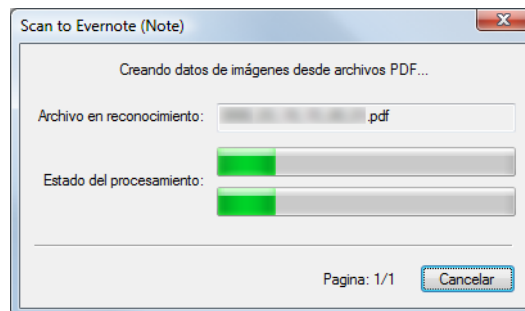 Scan to Evernote (Note)
Creando datos de imágenes desde archivos PDF...
Archivo en reconocimiento: .pdf
Estado del procesamiento:
Pagina: 1/1 Cancelar